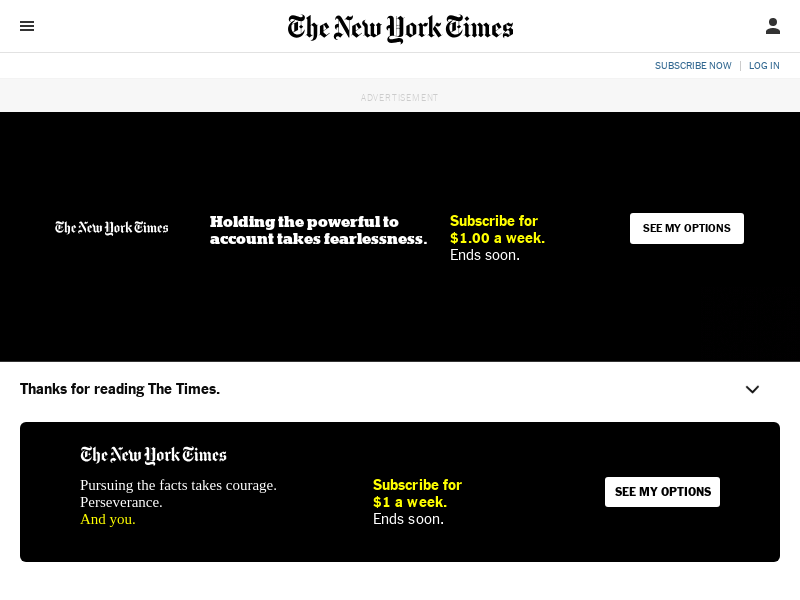 The New York Times
SUBSCRIBE NOW
LOG IN
ADVERTISEMENT
The New York Times
Holding the powerful to
account takes fearlessness.
Subscribe for
$1.00 a week.
Ends soon.
SEE MY OPTIONS
Thanks for reading The Times.
The New York Times
Pursuing the facts takes courage.
Perseverance.
And you.
Subscribe for
$1 a week.
Ends soon.
SEE MY OPTIONS